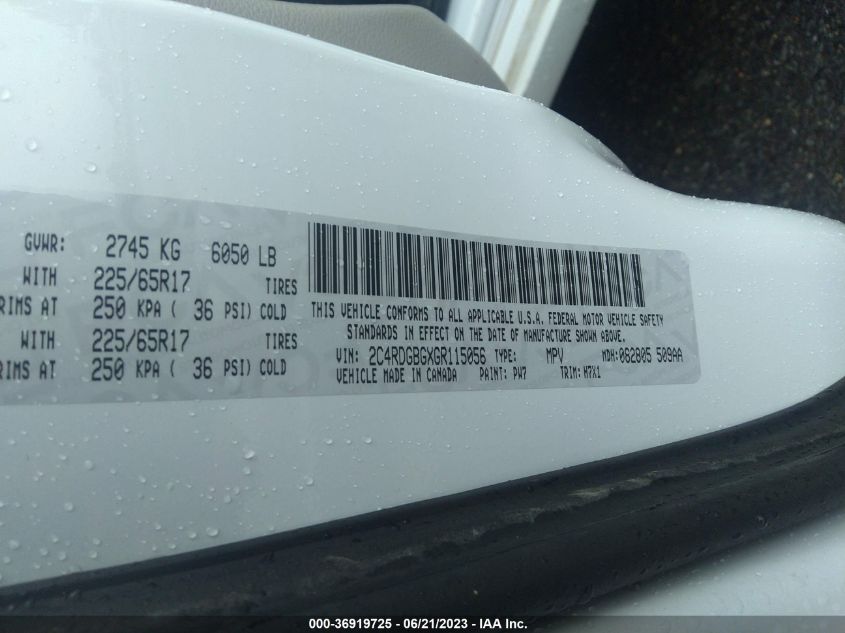 GVWR: 2745 KG 6050 LB
WITH 225/65R17 TIRES
RIMS AT 250 KPA ( 36 PSI) COLD
WITH 225/65R17 TIRES
RIMS AT 250 KPA ( 36 PSI) COLD
THIS VEHICLE CONFORMS TO ALL APPLICABLE U.S.A. FEDERAL MOTOR VEHICLE SAFETY
STANDARDS IN EFFECT ON THE DATE OF MANUFACTURE SHOWN ABOVE.
VIN: 2C4RDGBGXGR115056 TYPE: MPV MDH:062805 509AA
VEHICLE MADE IN CANADA PAINT: PW7 TRIM: H7X1
000-36919725 - 06/21/2023 - IAA Inc.